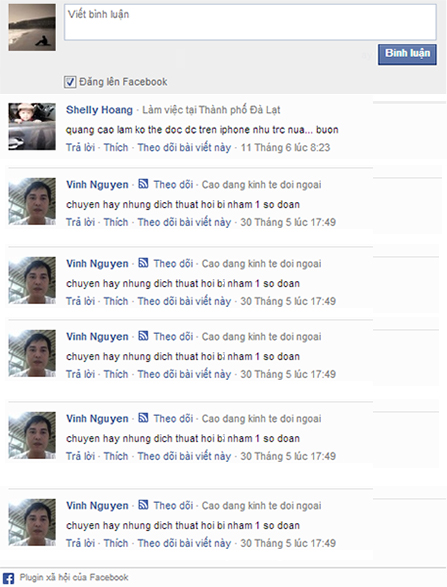 Viết bình luận
Bình luận
Đăng lên Facebook
Shelly Hoang · Làm việc tại Thành phố Đà Lạt
quang cao lam ko the doc dc tren iphone nhu trc nua... buon
Trả lời · Thích · Theo dõi bài viết này · 11 Tháng 6 lúc 8:23
Vinh Nguyen · Theo dõi · Cao dang kinh te doi ngoai
chuyen hay nhung dich thuat hoi bi nham 1 so doan
Trả lời · Thích · Theo dõi bài viết này · 30 Tháng 5 lúc 17:49
Vinh Nguyen · Theo dõi · Cao dang kinh te doi ngoai
chuyen hay nhung dich thuat hoi bi nham 1 so doan
Trả lời · Thích · Theo dõi bài viết này · 30 Tháng 5 lúc 17:49
Vinh Nguyen · Theo dõi · Cao dang kinh te doi ngoai
chuyen hay nhung dich thuat hoi bi nham 1 so doan
Trả lời · Thích · Theo dõi bài viết này · 30 Tháng 5 lúc 17:49
Vinh Nguyen · Theo dõi · Cao dang kinh te doi ngoai
chuyen hay nhung dich thuat hoi bi nham 1 so doan
Trả lời · Thích · Theo dõi bài viết này · 30 Tháng 5 lúc 17:49
Vinh Nguyen · Theo dõi · Cao dang kinh te doi ngoai
chuyen hay nhung dich thuat hoi bi nham 1 so doan
Trả lời · Thích · Theo dõi bài viết này · 30 Tháng 5 lúc 17:49
Plugin xã hội của Facebook